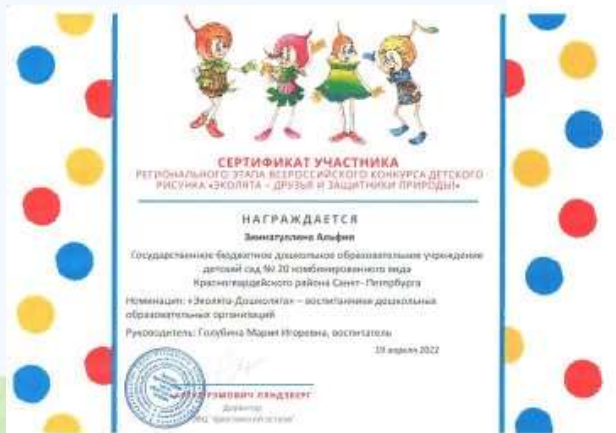 СЕРТИФИКАТ УЧАСТНИКА
РЕГИОНАЛЬНОГО ЭТАПА ВСЕРОССИЙСКОГО КОНКУРСА ДЕТСКОГО
РИСУНКА «ЭКОЛЯТА – ДРУЗЬЯ И ЗАЩИТНИКИ ПРИРОДЫ!»
НАГРАЖДАЕТСЯ
Зиннатуллина Альфия
Государственное бюджетное дошкольное образовательное учреждение
детский сад № 20 комбинированного вида
Красногвардейского района Санкт- Петербурга
Номинация: «Эколята-Дошколята» – воспитанники дошкольных
образовательных организаций
Руководитель: Голубина Мария Игоревна, воспитатель
19 апреля 2022
ЛЯНДЗБЕРГ
Директор